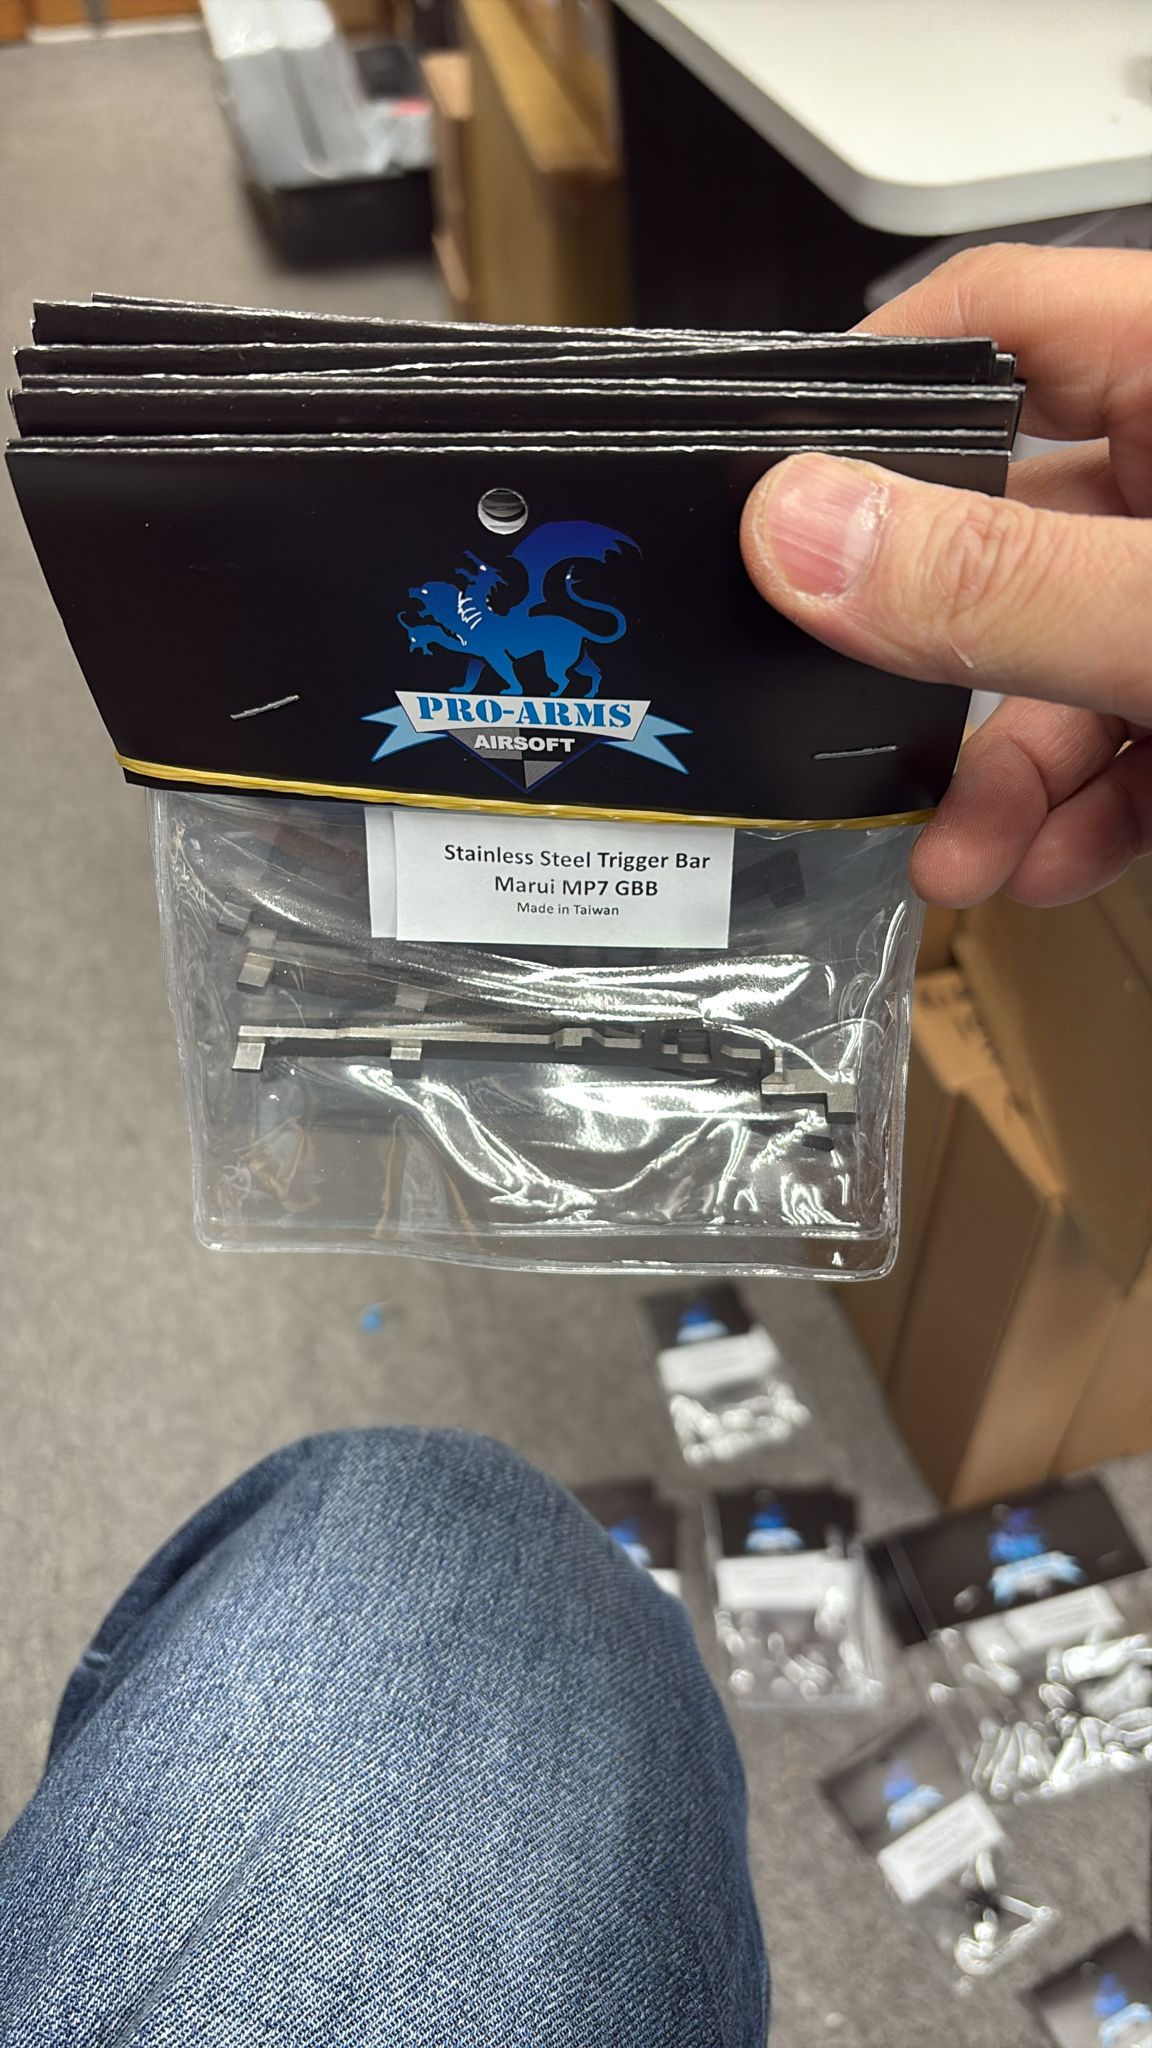 PRO-ARMS
AIRSOFT
Stainless Steel Trigger Bar
Marui MP7 GBB
Made in Taiwan